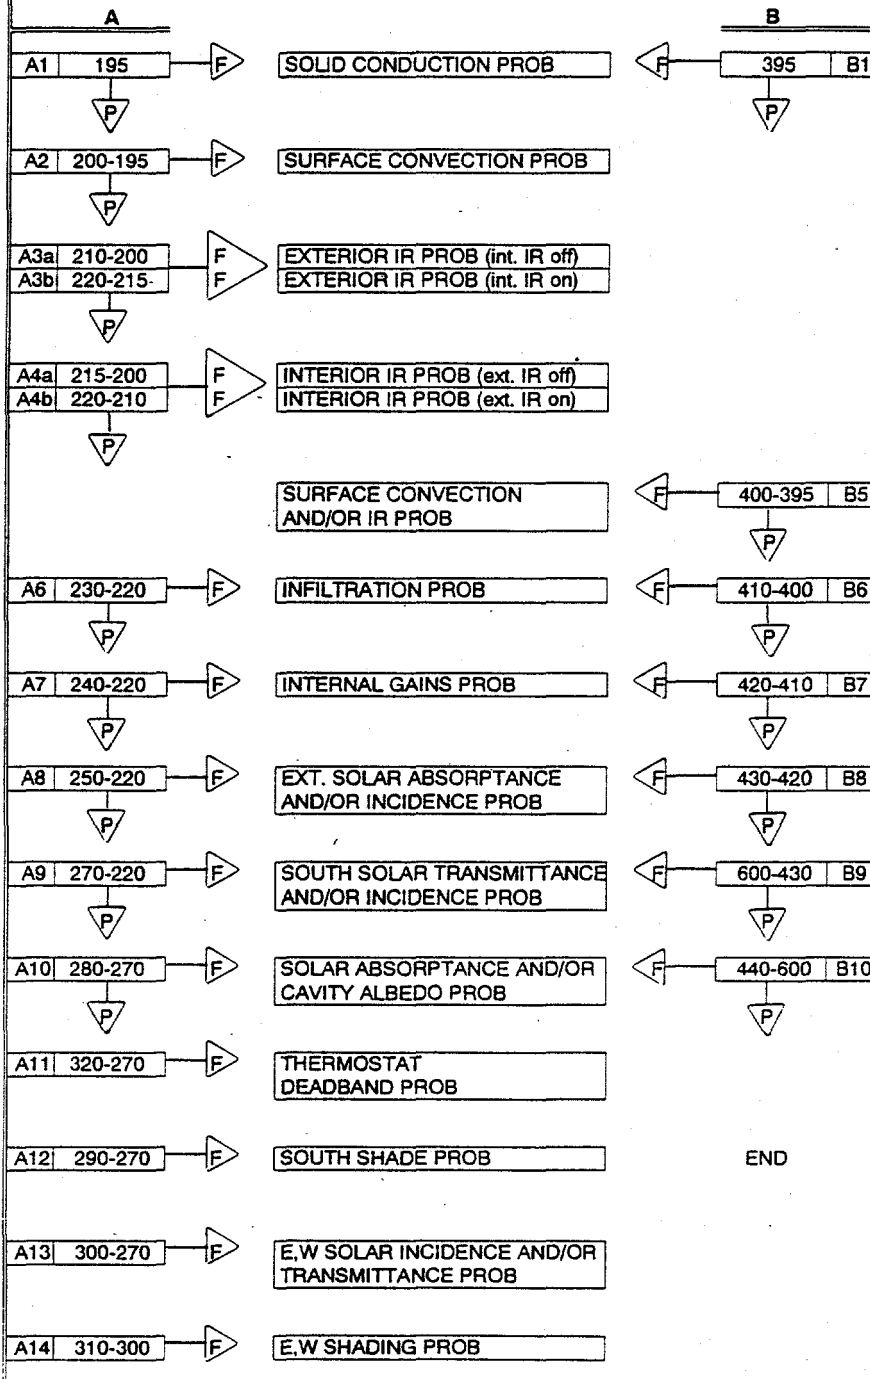 A B
A1 195 F SOLID CONDUCTION PROB F 395 B1
P P
A2 200-195 F SURFACE CONVECTION PROB
P
A3a 210-200 F EXTERIOR IR PROB (int. IR off)
A3b 220-215 F EXTERIOR IR PROB (int. IR on)
P
A4a 215-200 F INTERIOR IR PROB (ext. IR off)
A4b 220-210 F INTERIOR IR PROB (ext. IR on)
P
SURFACE CONVECTION F 400-395 B5
AND/OR IR PROB
P
A6 230-220 F INFILTRATION PROB F 410-400 B6
P P
A7 240-220 F INTERNAL GAINS PROB F 420-410 B7
P P
A8 250-220 F EXT. SOLAR ABSORPTANCE F 430-420 B8
AND/OR INCIDENCE PROB
P P
A9 270-220 F SOUTH SOLAR TRANSMITTANCE F 600-430 B9
AND/OR INCIDENCE PROB
P P
A10 280-270 F SOLAR ABSORPTANCE AND/OR F 440-600 B10
CAVITY ALBEDO PROB
P P
A11 320-270 F THERMOSTAT
DEADBAND PROB
A12 290-270 F SOUTH SHADE PROB END
A13 300-270 F E,W SOLAR INCIDENCE AND/OR
TRANSMITTANCE PROB
A14 310-300 F E,W SHADING PROB